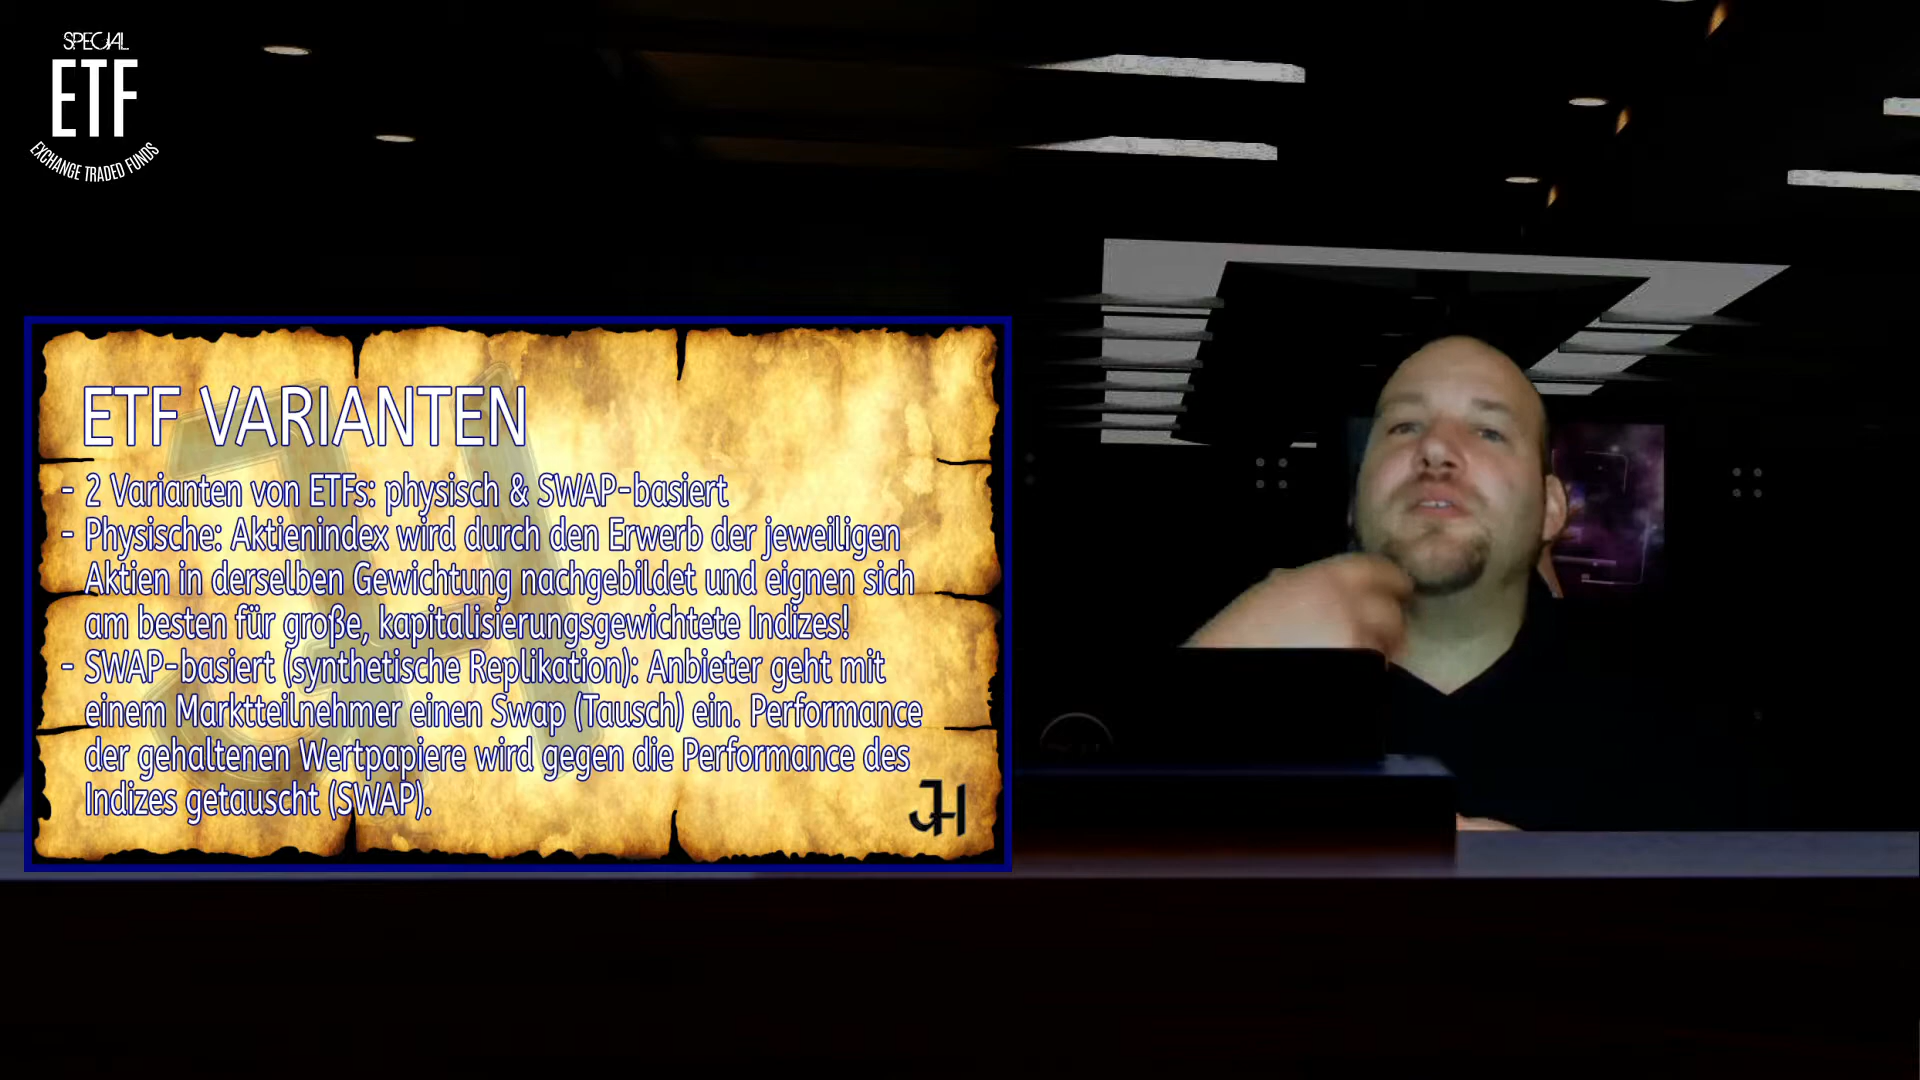 SPECIAL
ETF
EXCHANGE TRADED FUNDS
ETF VARIANTEN
- 2 Varianten von ETFs: physisch & SWAP-basiert
- Physische: Aktienindex wird durch den Erwerb der jeweiligen
Aktien in derselben Gewichtung nachgebildet und eignen sich
am besten für große, kapitalisierungsgewichtete Indizes!
- SWAP-basiert (synthetische Replikation): Anbieter geht mit
einem Marktteilnehmer einen Swap (Tausch) ein. Performance
der gehaltenen Wertpapiere wird gegen die Performance des
Indizes getauscht (SWAP).
JH